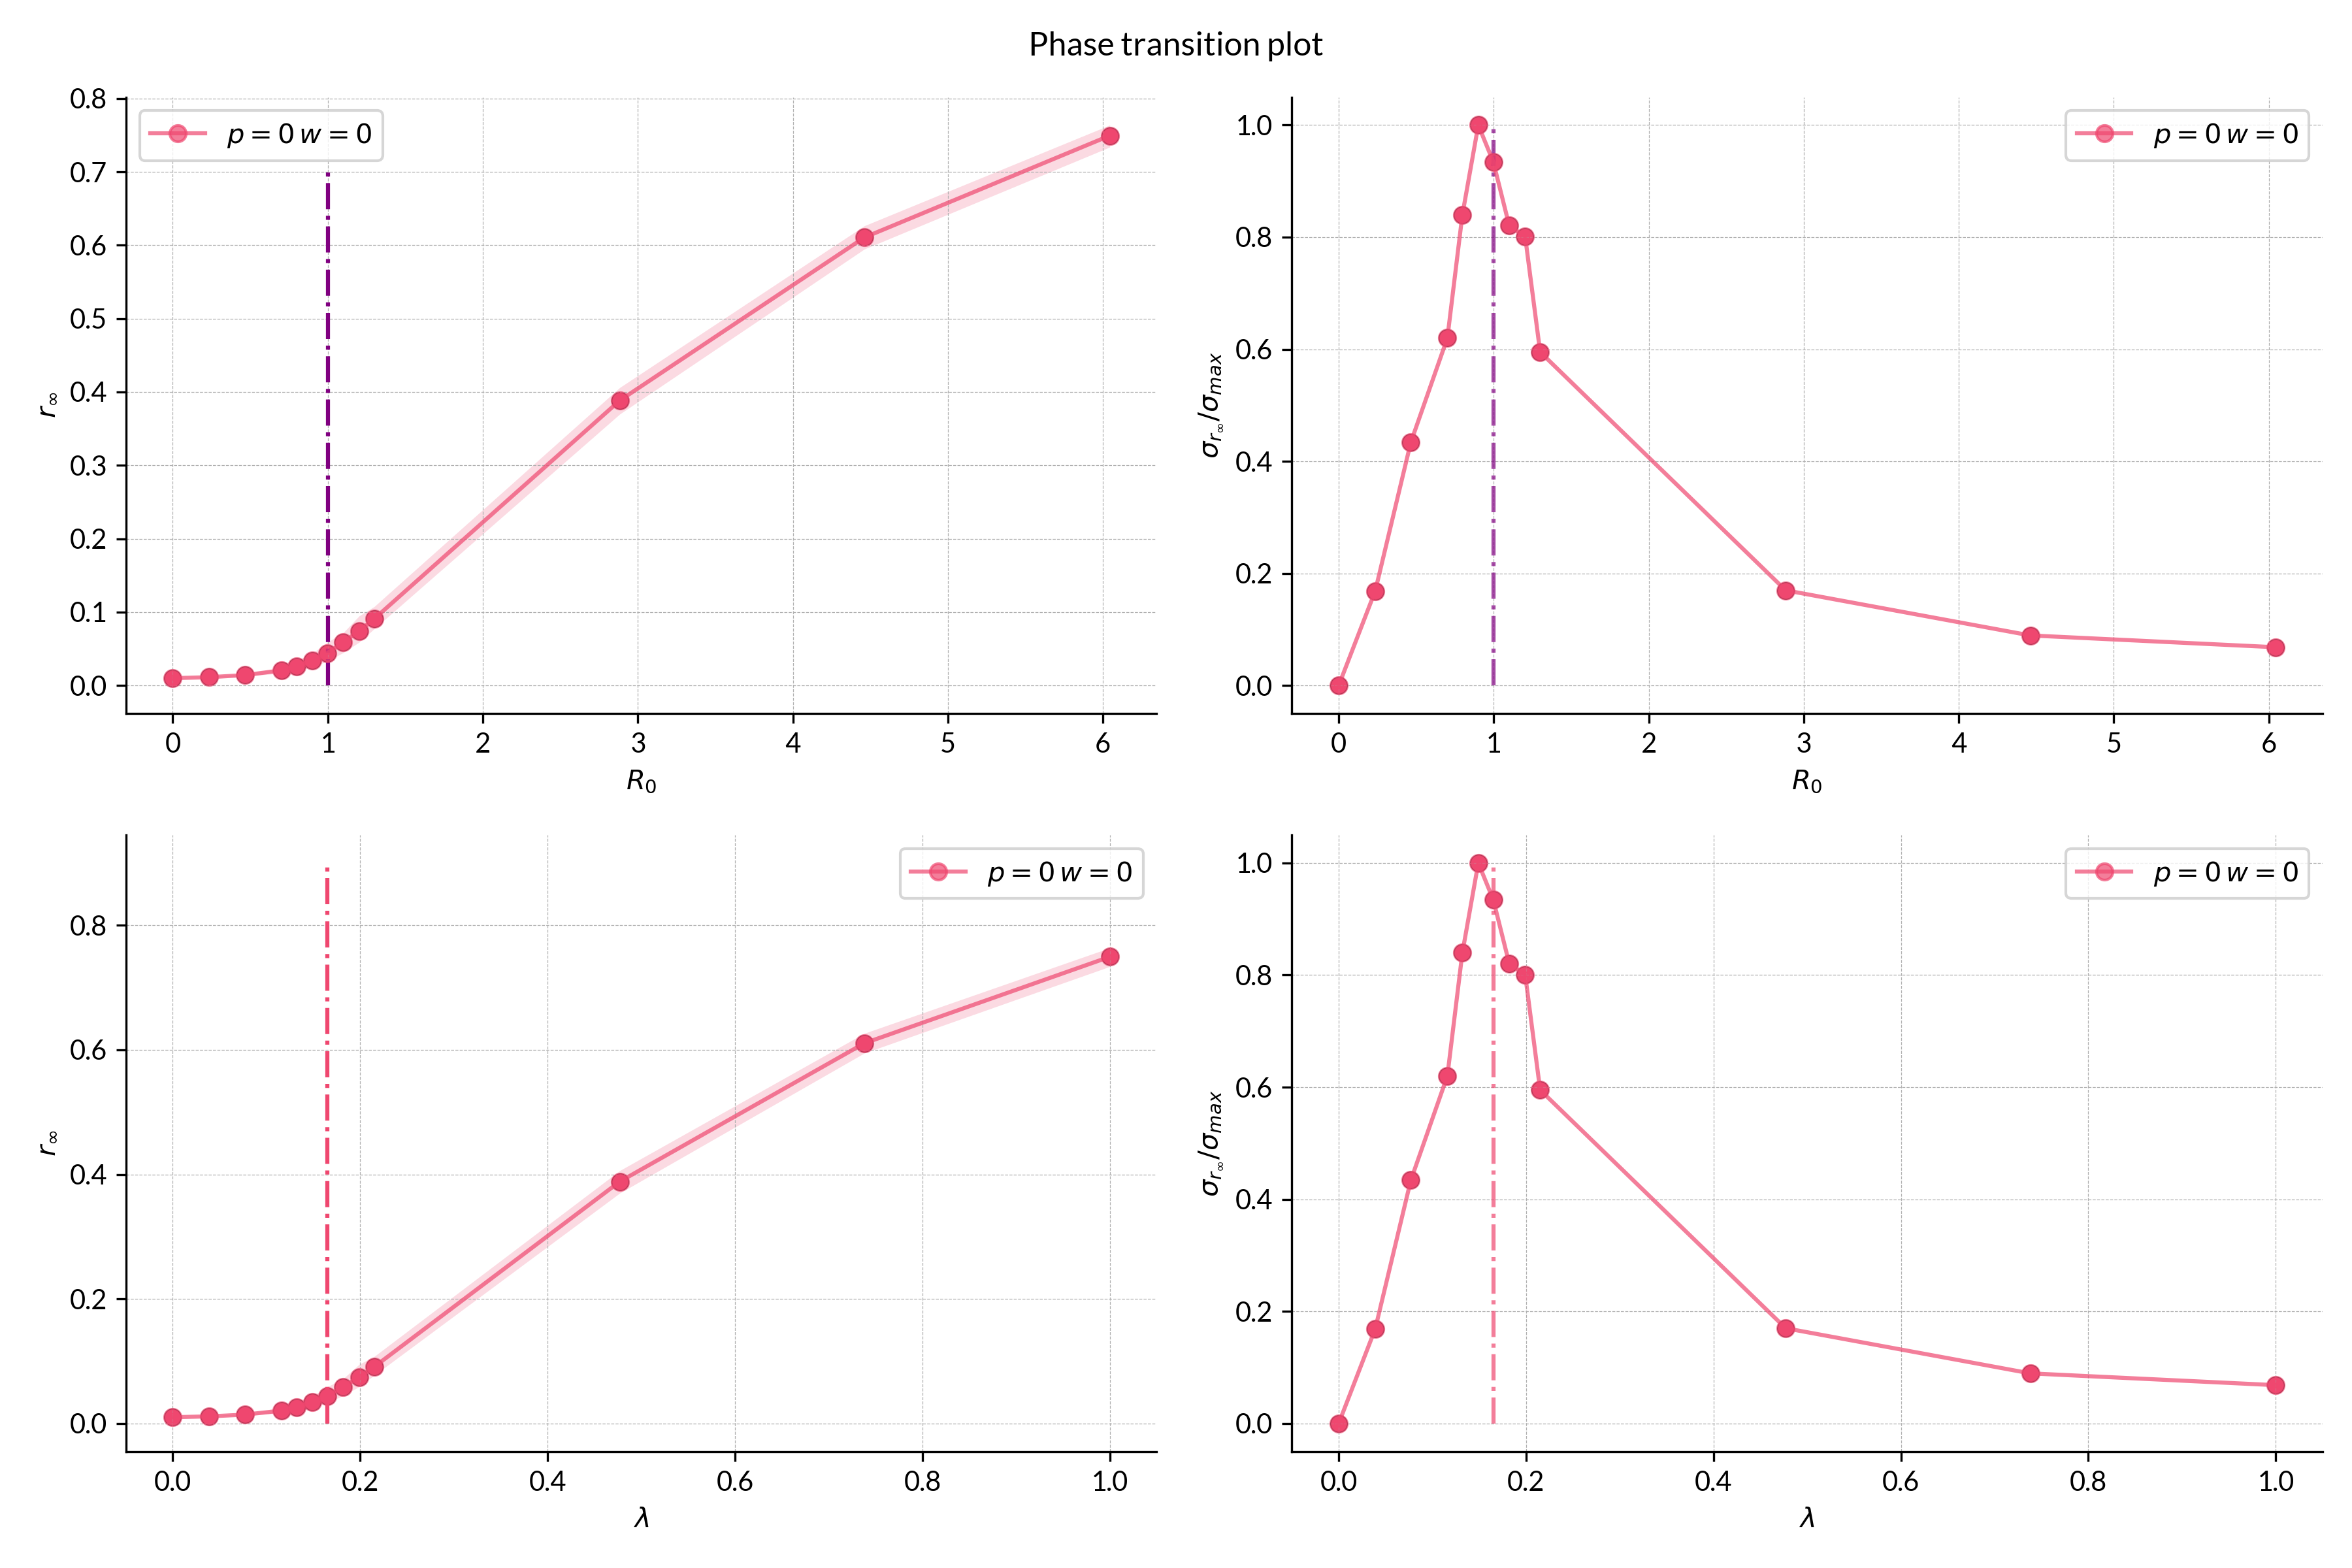 Phase transition plot
0.8
0.7
0.6
0.5
0.4
0.3
0.2
0.1
0.0
r∞
p = 0 w = 0
0 1 2 3 4 5 6
R₀
1.0
0.8
0.6
0.4
0.2
0.0
σr∞/σmax
p = 0 w = 0
0 1 2 3 4 5 6
R₀
0.8
0.6
0.4
0.2
0.0
r∞
p = 0 w = 0
0.0 0.2 0.4 0.6 0.8 1.0
λ
1.0
0.8
0.6
0.4
0.2
0.0
σr∞/σmax
p = 0 w = 0
0.0 0.2 0.4 0.6 0.8 1.0
λ